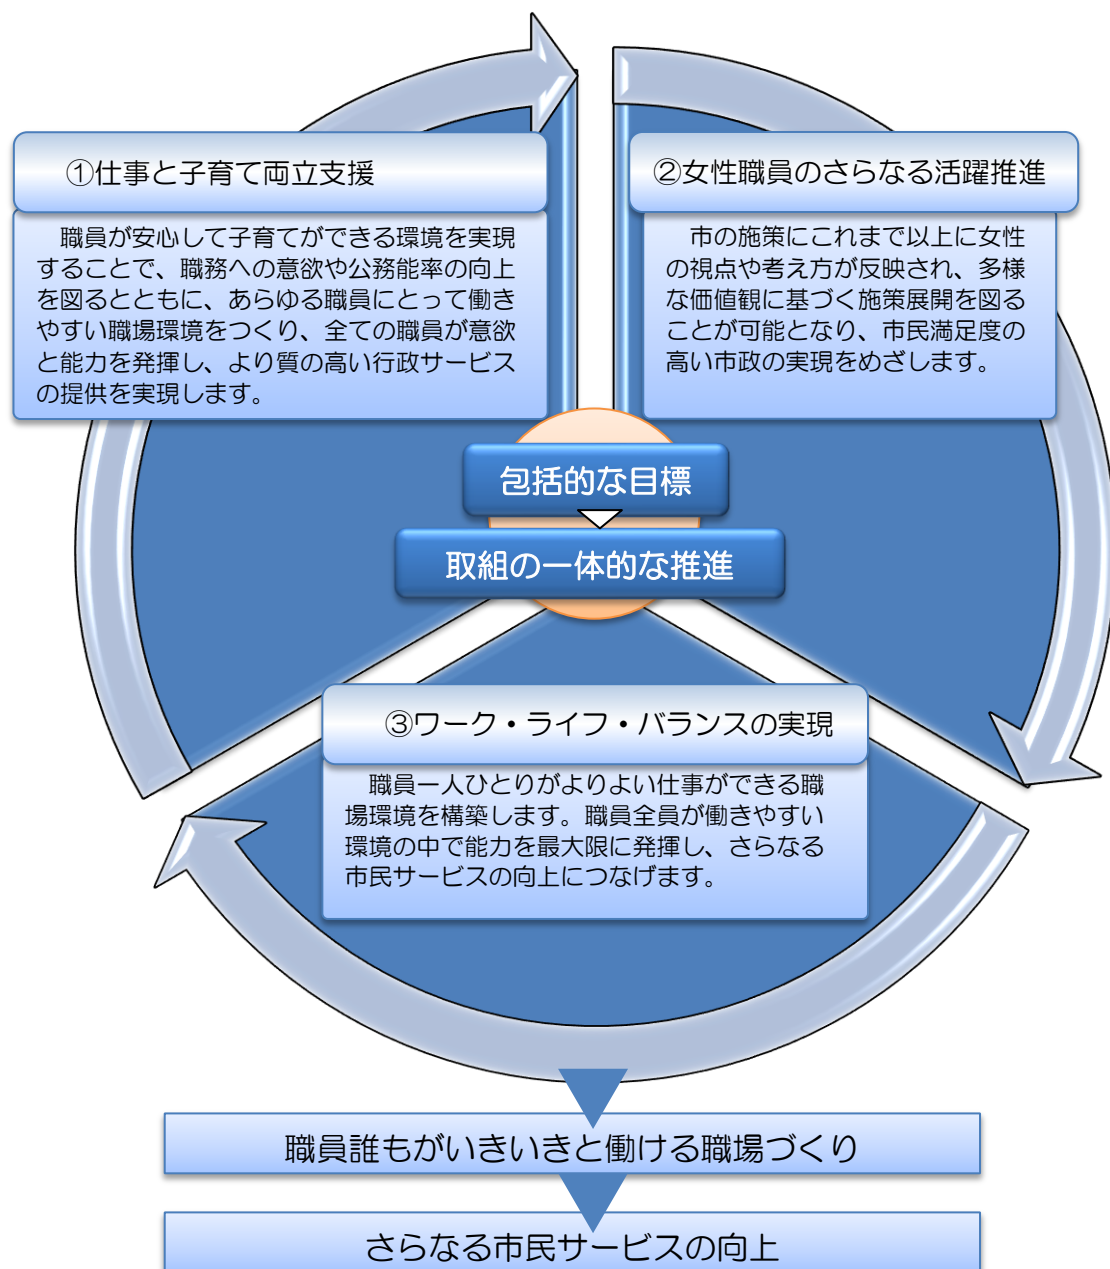 ①仕事と子育て両立支援
職員が安心して子育てができる環境を実現
することで、職務への意欲や公務能率の向上
を図るとともに、あらゆる職員にとって働き
やすい職場環境をつくり、全ての職員が意欲
と能力を発揮し、より質の高い行政サービス
の提供を実現します。
②女性職員のさらなる活躍推進
市の施策にこれまで以上に女性
の視点や考え方が反映され、多様
な価値観に基づく施策展開を図る
ことが可能となり、市民満足度の
高い市政の実現をめざします。
包括的な目標
取組の一体的な推進
③ワーク・ライフ・バランスの実現
職員一人ひとりがよりよい仕事ができる職
場環境を構築します。職員全員が働きやすい
環境の中で能力を最大限に発揮し、さらなる
市民サービスの向上につなげます。
職員誰もがいきいきと働ける職場づくり
さらなる市民サービスの向上